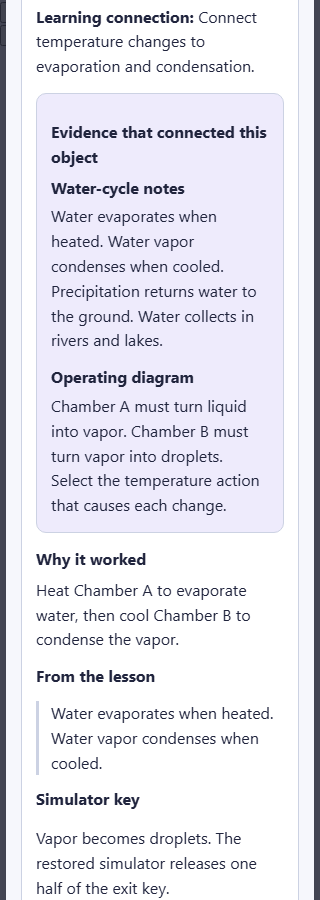 Learning connection: Connect
temperature changes to
evaporation and condensation.
Evidence that connected this
object
Water-cycle notes
Water evaporates when
heated. Water vapor
condenses when cooled.
Precipitation returns water to
the ground. Water collects in
rivers and lakes.
Operating diagram
Chamber A must turn liquid
into vapor. Chamber B must
turn vapor into droplets.
Select the temperature action
that causes each change.
Why it worked
Heat Chamber A to evaporate
water, then cool Chamber B to
condense the vapor.
From the lesson
Water evaporates when heated.
Water vapor condenses when
cooled.
Simulator key
Vapor becomes droplets. The
restored simulator releases one
half of the exit key.